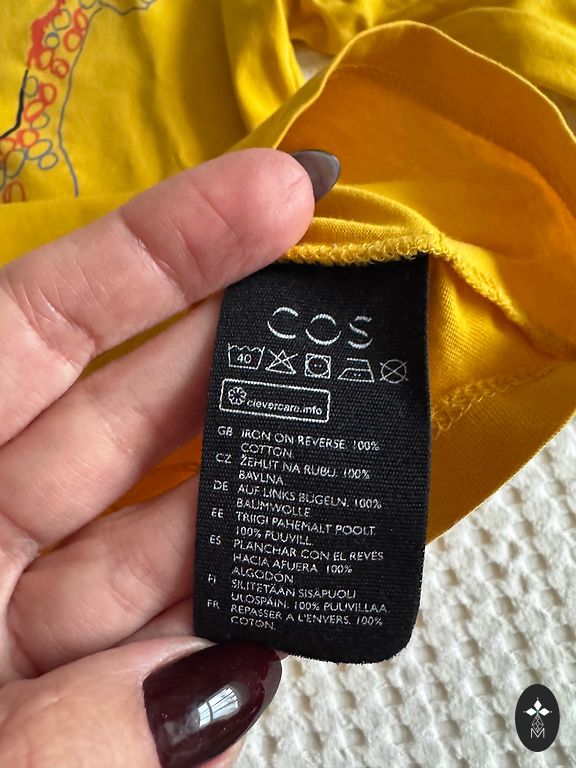 COS
40
clevercare.info
GB IRON ON REVERSE. 100%
COTTON.
CZ ŽEHLIT NA RUBU. 100%
BAVLNA
DE AUF LINKS BÜGELN. 100%
BAUMWOLLE
EE TRIIGI PAHEMALT POOLT.
100% PUUVILL
ES PLANCHAR CON EL REVÉS
HACIA AFUERA. 100%
ALGODÓN
FI SILITETÄÄN SISÄPUOLI
ULOSPÄIN. 100% PUUVILLAA
FR REPASSER A L'ENVERS. 100%
COTON.
M